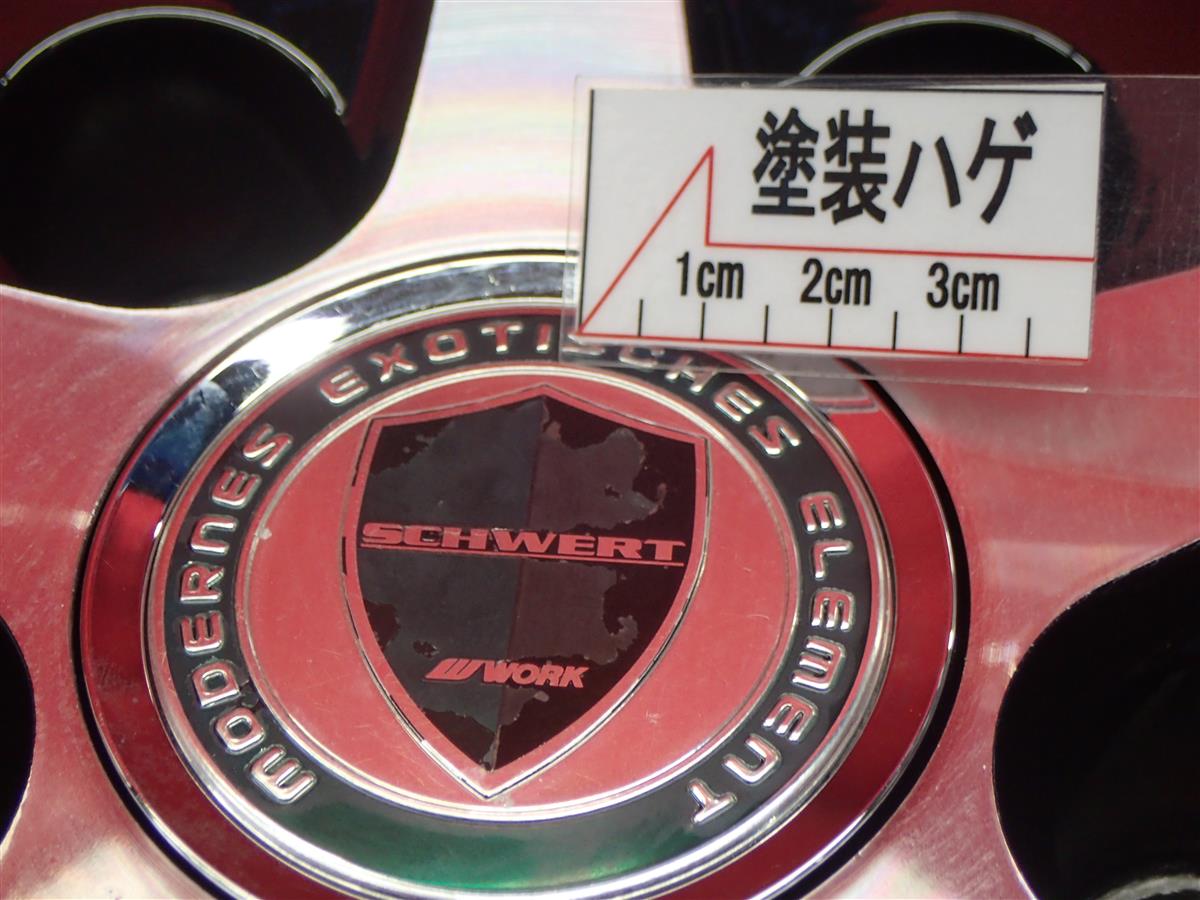 塗装ハゲ
1cm 2cm 3cm
MODERNES EXOTISCHES ELEMENT
SCHWERT
WORK